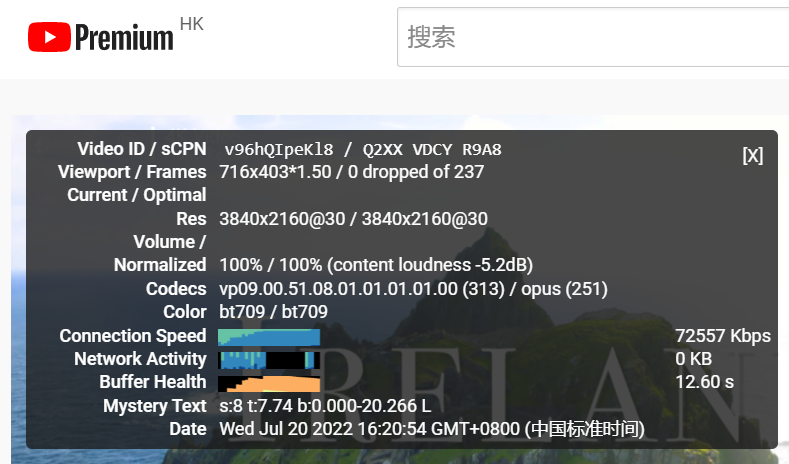 Premium HK
搜索
Video ID / sCPN v96hQIpeKl8 / Q2XX VDCY R9A8
[X]
Viewport / Frames 716x403*1.50 / 0 dropped of 237
Current / Optimal
Res 3840x2160@30 / 3840x2160@30
Volume /
Normalized 100% / 100% (content loudness -5.2dB)
Codecs vp09.00.51.08.01.01.01.01.00 (313) / opus (251)
Color bt709 / bt709
Connection Speed 72557 Kbps
Network Activity 0 KB
Buffer Health 12.60 s
Mystery Text s:8 t:7.74 b:0.000-20.266 L
Date Wed Jul 20 2022 16:20:54 GMT+0800 (中国标准时间)
IRELAN